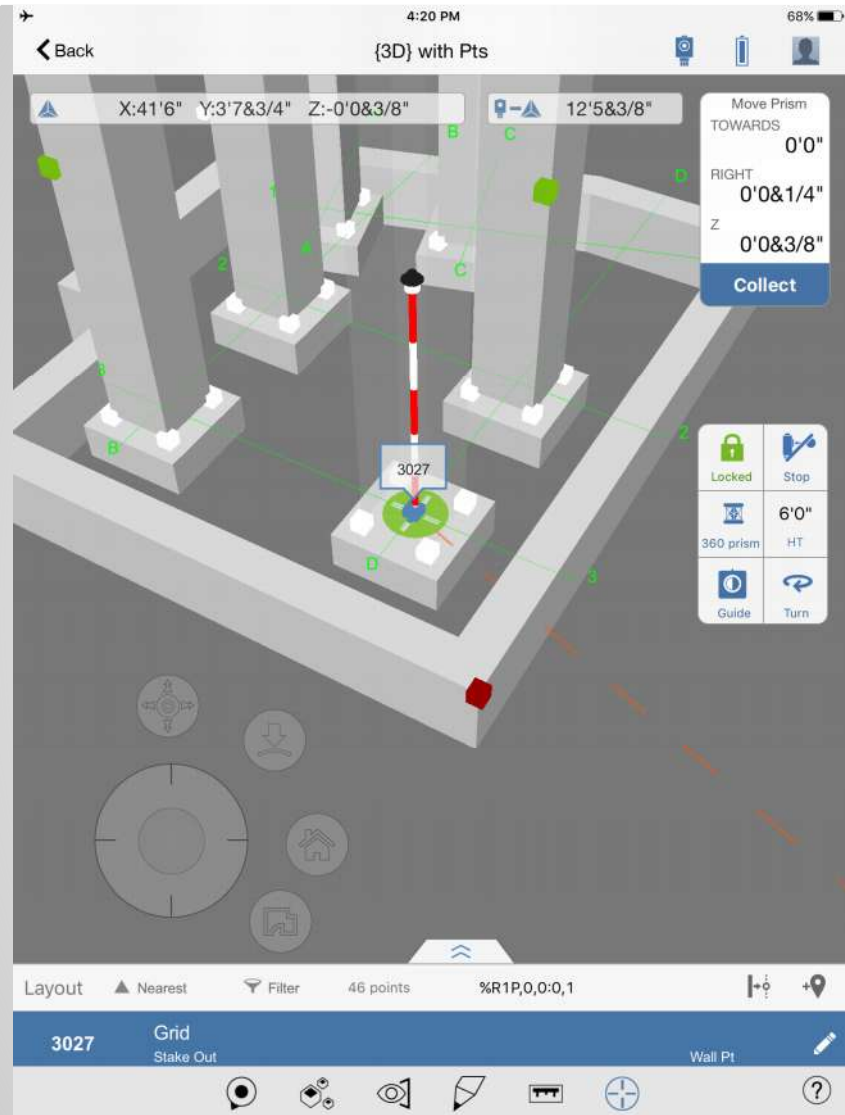 4:20 PM
68%
Back
{3D} with Pts
X:41'6" Y:3'7&3/4" Z:-0'0&3/8"
12'5&3/8"
Move Prism
TOWARDS
0'0"
RIGHT
0'0&1/4"
Z
0'0&3/8"
Collect
B
C
D
1
2
4
C
3
B
2
3027
D
3
Locked
Stop
360 prism
6'0"
HT
Guide
Turn
Layout
Nearest
Filter
46 points
%R1P,0,0:0,1
3027
Grid
Stake Out
Wall Pt
?